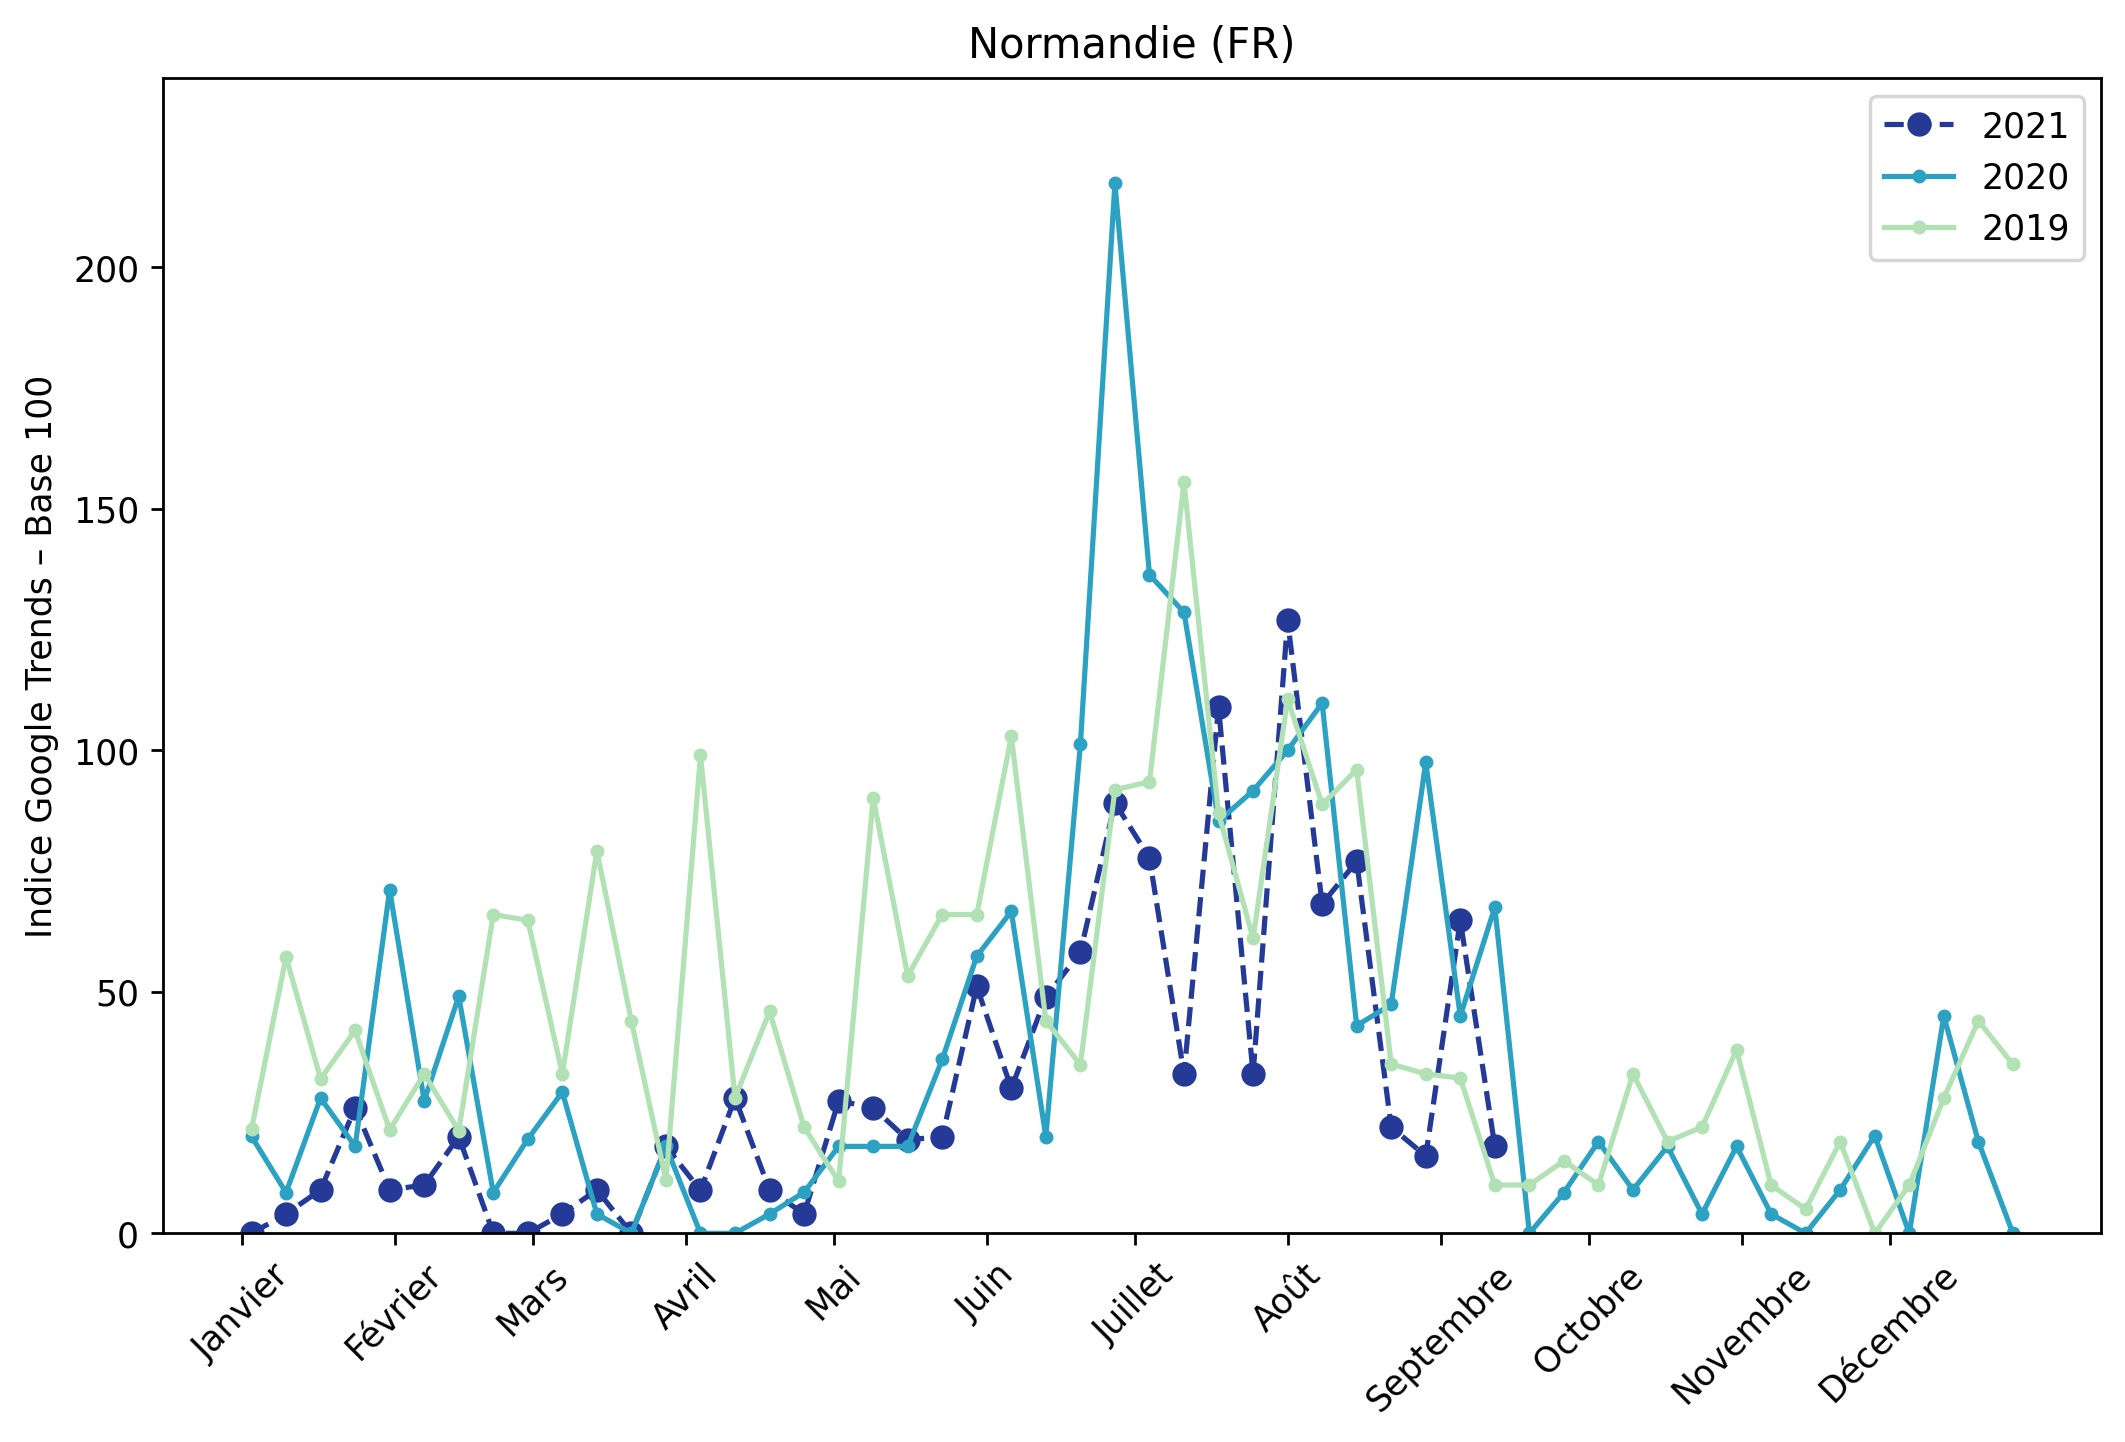 Normandie (FR)
2021
2020
2019
Indice Google Trends – Base 100
200
150
100
50
0
Janvier
Février
Mars
Avril
Mai
Juin
Juillet
Août
Septembre
Octobre
Novembre
Décembre